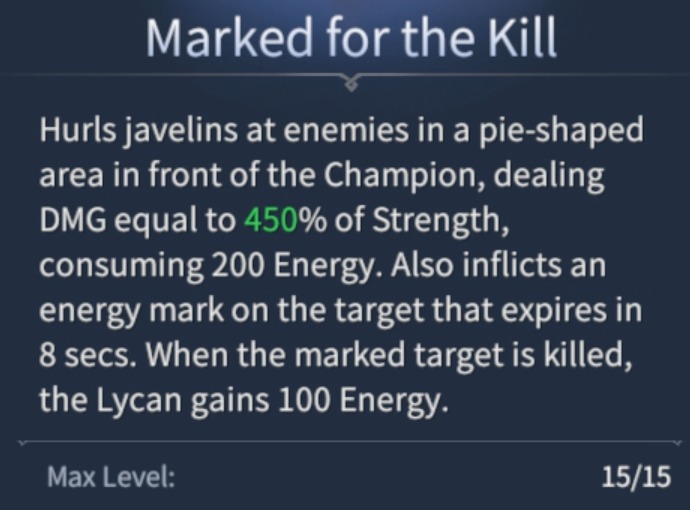 Marked for the Kill
Hurls javelins at enemies in a pie-shaped
area in front of the Champion, dealing
DMG equal to 450% of Strength,
consuming 200 Energy. Also inflicts an
energy mark on the target that expires in
8 secs. When the marked target is killed,
the Lycan gains 100 Energy.
Max Level: 15/15